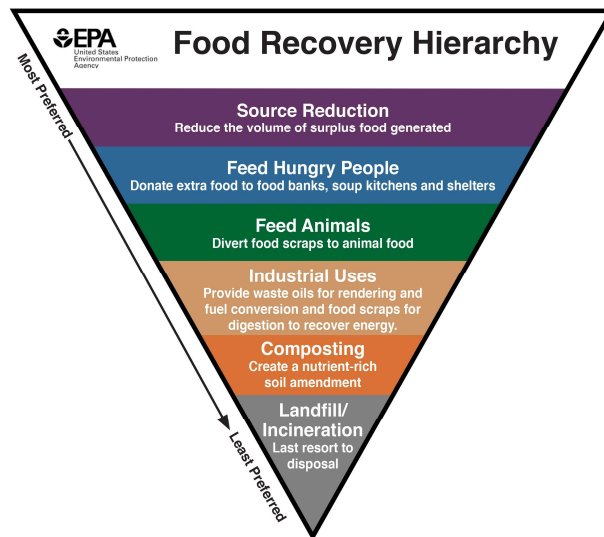 EPA
United States
Environmental Protection
Agency
Food Recovery Hierarchy
Most Preferred
Source Reduction
Reduce the volume of surplus food generated
Feed Hungry People
Donate extra food to food banks, soup kitchens and shelters
Feed Animals
Divert food scraps to animal food
Industrial Uses
Provide waste oils for rendering and
fuel conversion and food scraps for
digestion to recover energy.
Composting
Create a nutrient-rich
soil amendment
Landfill/
Incineration
Last resort to
disposal
Least Preferred